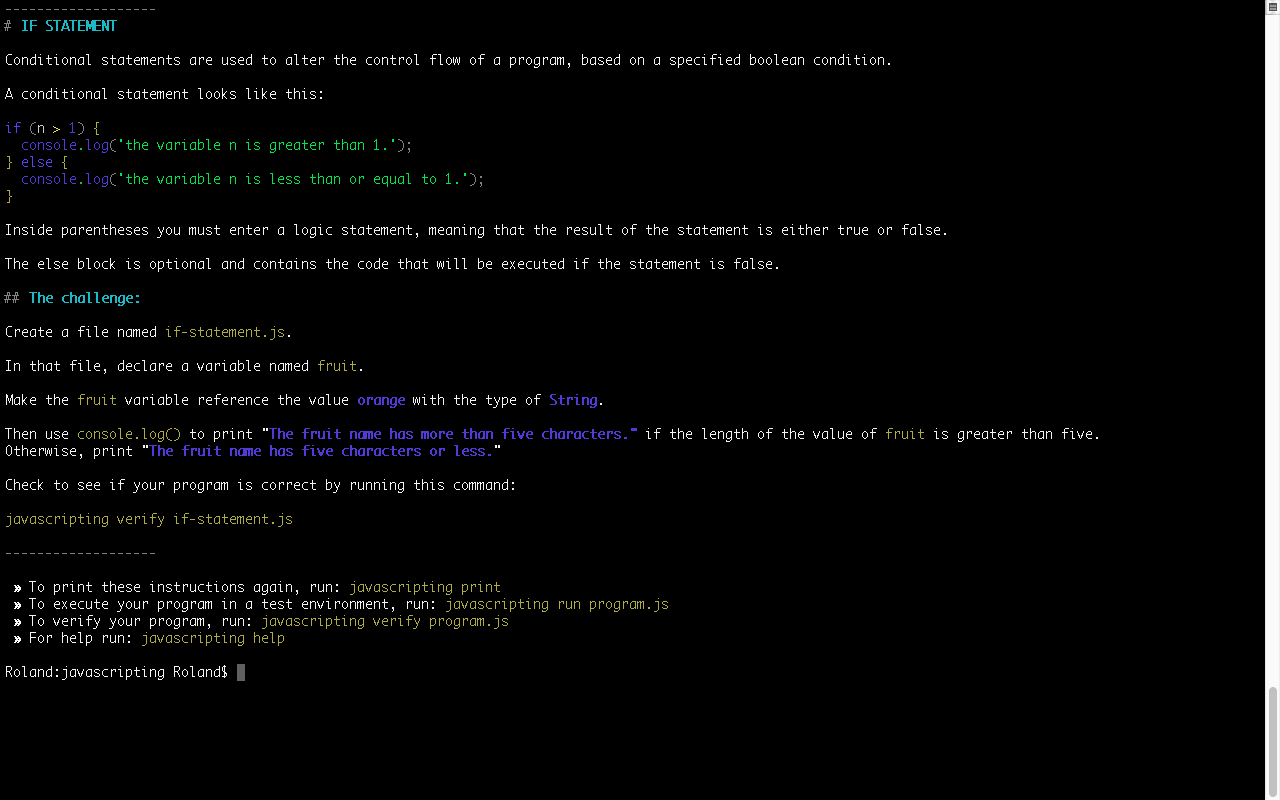 -------------------
# IF STATEMENT
Conditional statements are used to alter the control flow of a program, based on a specified boolean condition.
A conditional statement looks like this:
if (n > 1) {
  console.log('the variable n is greater than 1.');
} else {
  console.log('the variable n is less than or equal to 1.');
}
Inside parentheses you must enter a logic statement, meaning that the result of the statement is either true or false.
The else block is optional and contains the code that will be executed if the statement is false.
## The challenge:
Create a file named if-statement.js.
In that file, declare a variable named fruit.
Make the fruit variable reference the value orange with the type of String.
Then use console.log() to print "The fruit name has more than five characters." if the length of the value of fruit is greater than five.
Otherwise, print "The fruit name has five characters or less."
Check to see if your program is correct by running this command:
javascripting verify if-statement.js
-------------------
 » To print these instructions again, run: javascripting print
 » To execute your program in a test environment, run: javascripting run program.js
 » To verify your program, run: javascripting verify program.js
 » For help run: javascripting help
Roland:javascripting Roland$